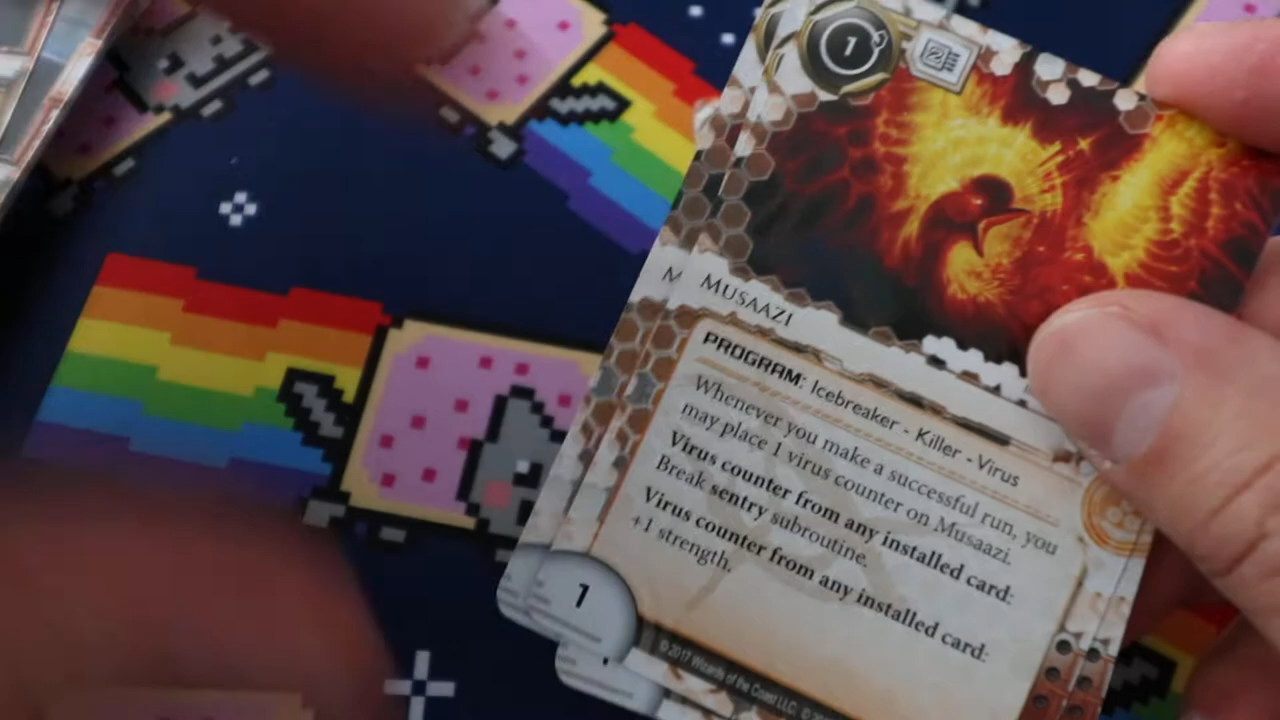 1
2
M
MUSAAZI
PROGRAM: Icebreaker - Killer - Virus
Whenever you make a successful run, you
may place 1 virus counter on Musaazi.
Virus counter from any installed card:
Break sentry subroutine.
Virus counter from any installed card:
+1 strength.
1
© 2017 Wizards of the Coast LLC. ©